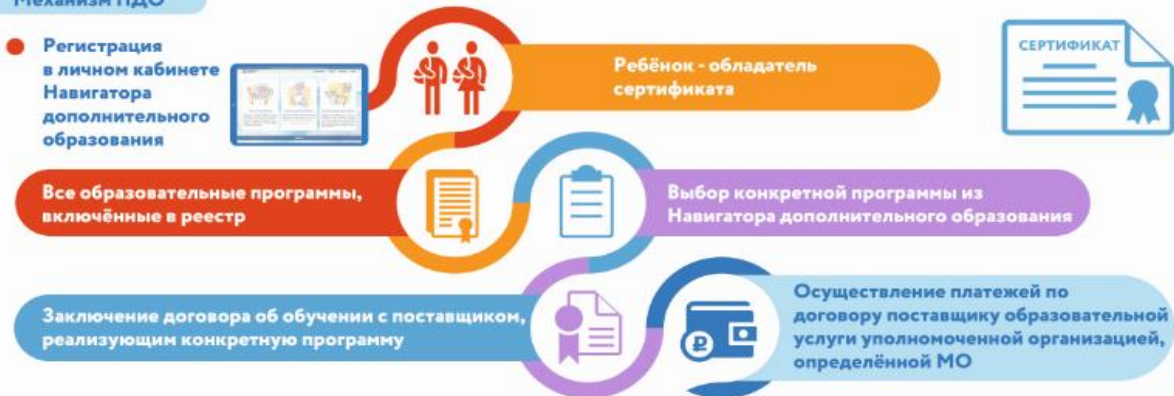 Механизм ПДО
Регистрация
в личном кабинете
Навигатора
дополнительного
образования
Ребёнок - обладатель
сертификата
СЕРТИФИКАТ
Все образовательные программы,
включённые в реестр
Выбор конкретной программы из
Навигатора дополнительного образования
Заключение договора об обучении с поставщиком,
реализующим конкретную программу
Осуществление платежей по
договору поставщику образовательной
услуги уполномоченной организацией,
определённой МО